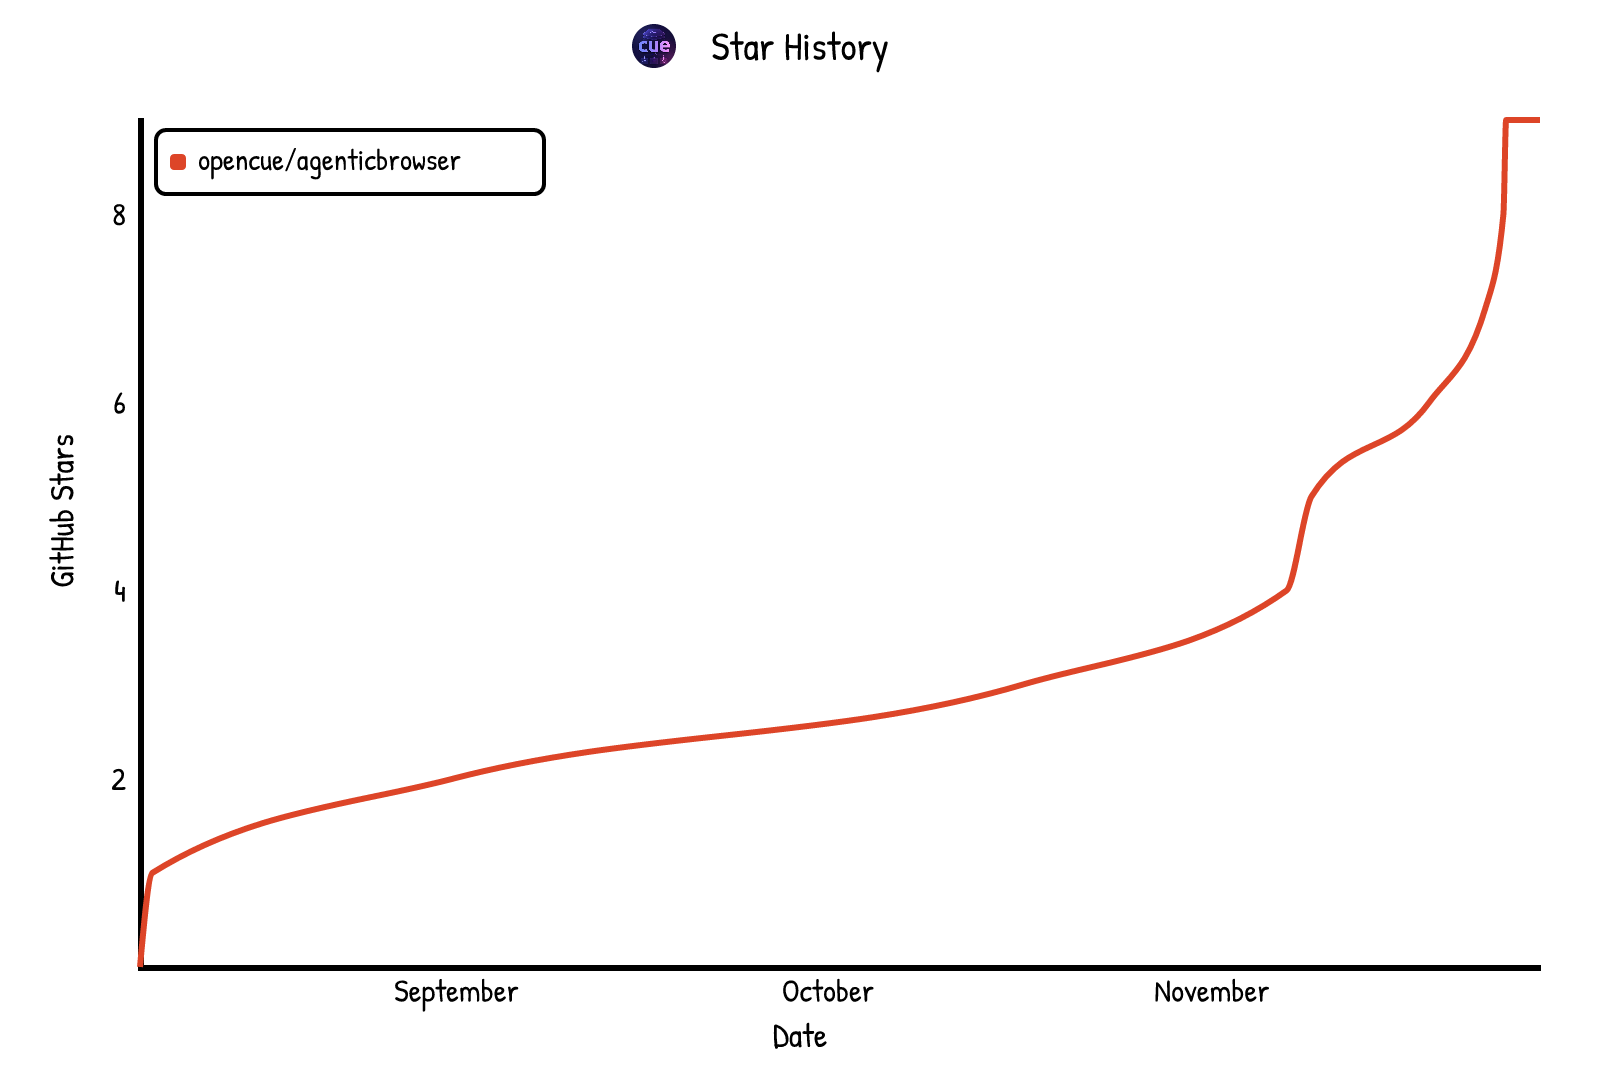 cue
Star History
opencue/agenticbrowser
8
6
4
2
GitHub Stars
September
October
November
Date